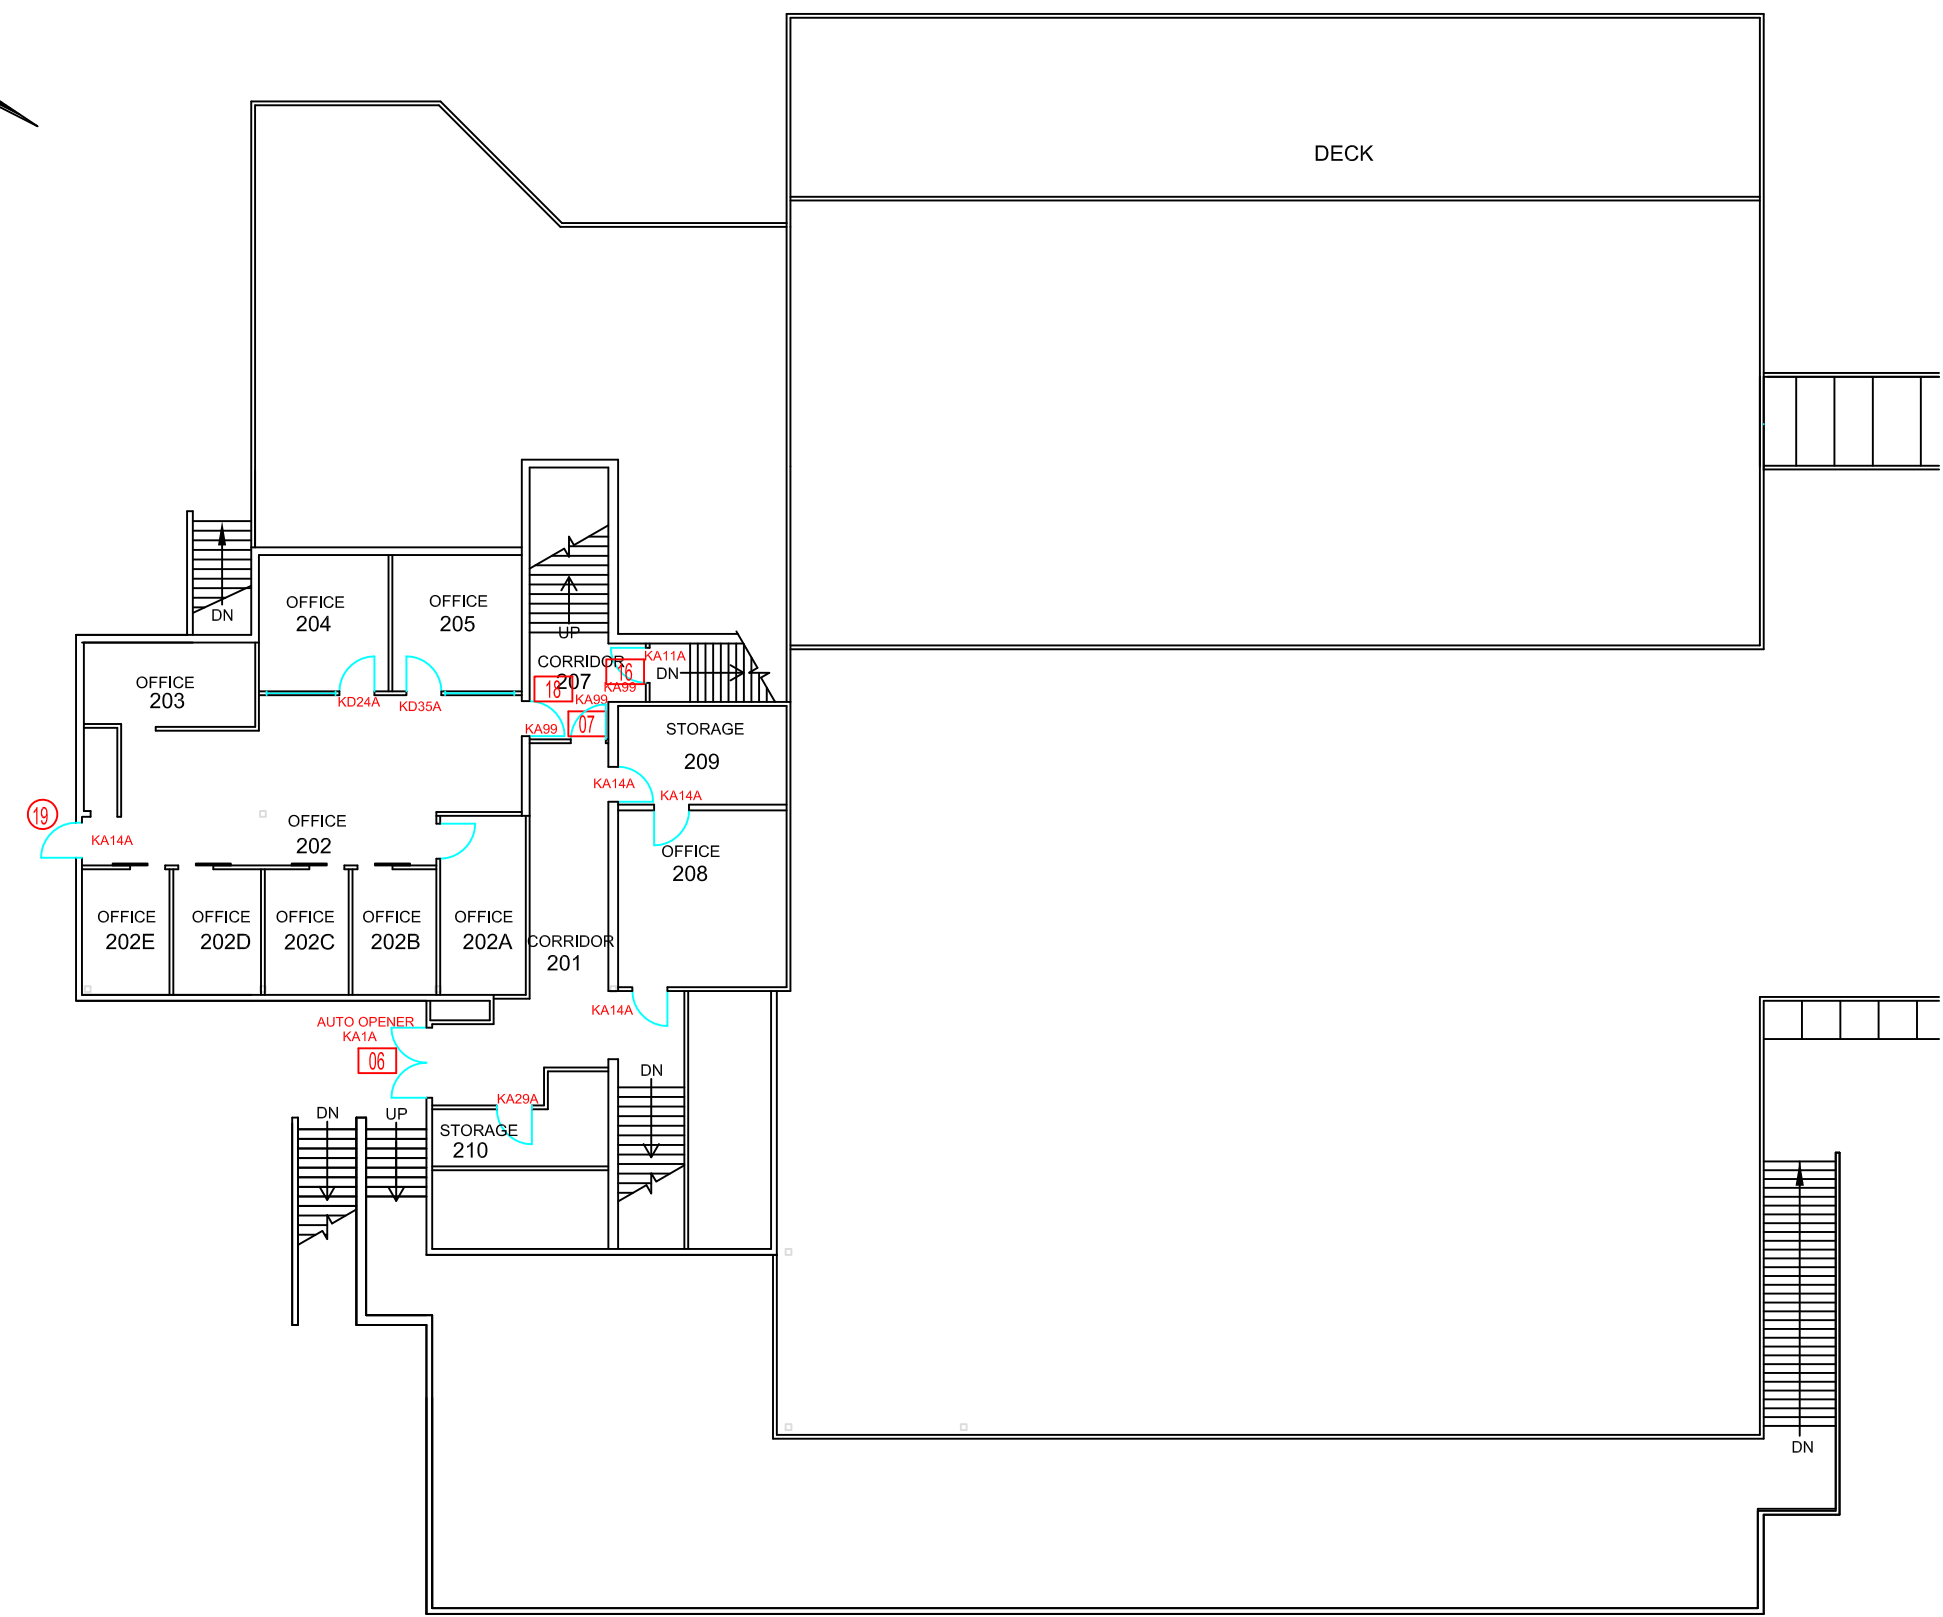 DECK
DN
OFFICE
204
OFFICE
205
UP
CORRIDOR
207
KA11A
DN
16
KA99
18
KA99
07
KA99
OFFICE
203
KD24A
KD35A
STORAGE
209
KA14A
KA14A
19
KA14A
OFFICE
202
OFFICE
208
OFFICE
202E
OFFICE
202D
OFFICE
202C
OFFICE
202B
OFFICE
202A
CORRIDOR
201
KA14A
AUTO OPENER
KA1A
06
DN
KA29A
DN
UP
STORAGE
210
DN